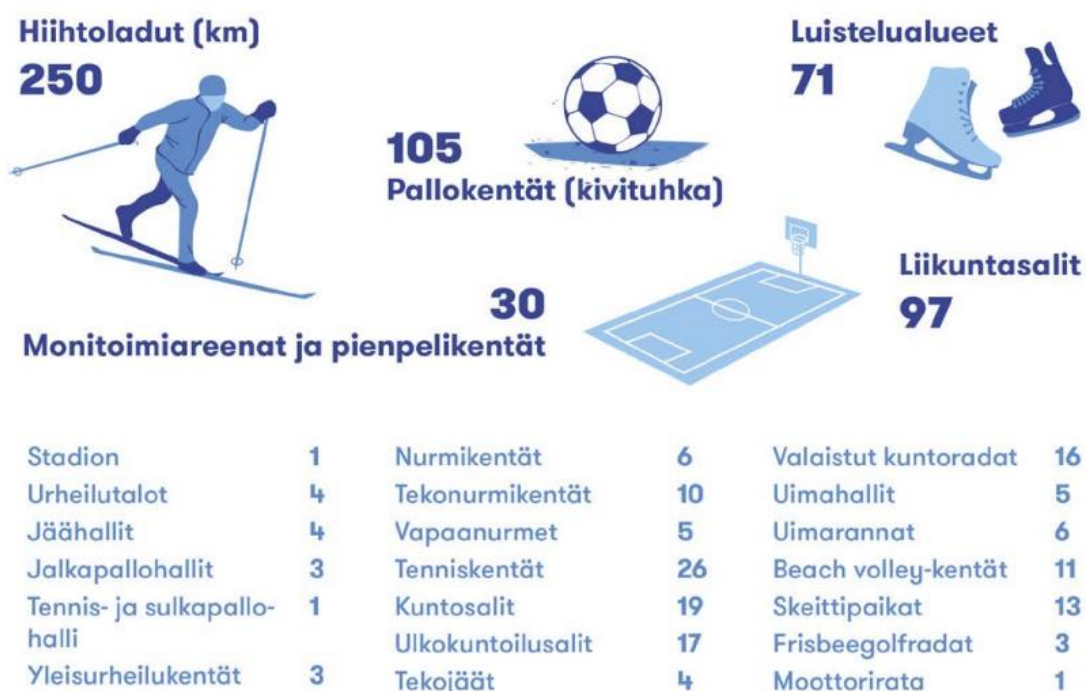 Hiihtoladut (km)
250
Luistelualueet
71
105
Pallokentät (kivituhka)
Liikuntasalit
97
30
Monitoimiareenat ja pienpelikentät
Stadion 1
Urheilutalot 4
Jäähallit 4
Jalkapallohallit 3
Tennis- ja sulkapallo- 1
halli
Yleisurheilukentät 3
Nurmikentät 6
Tekonurmikentät 10
Vapaanurmet 5
Tenniskentät 26
Kuntosalit 19
Ulkokuntoilusalit 17
Tekojäät 4
Valaistut kuntoradat 16
Uimahallit 5
Uimarannat 6
Beach volley-kentät 11
Skeittipaikat 13
Frisbeegolfradat 3
Moottorirata 1